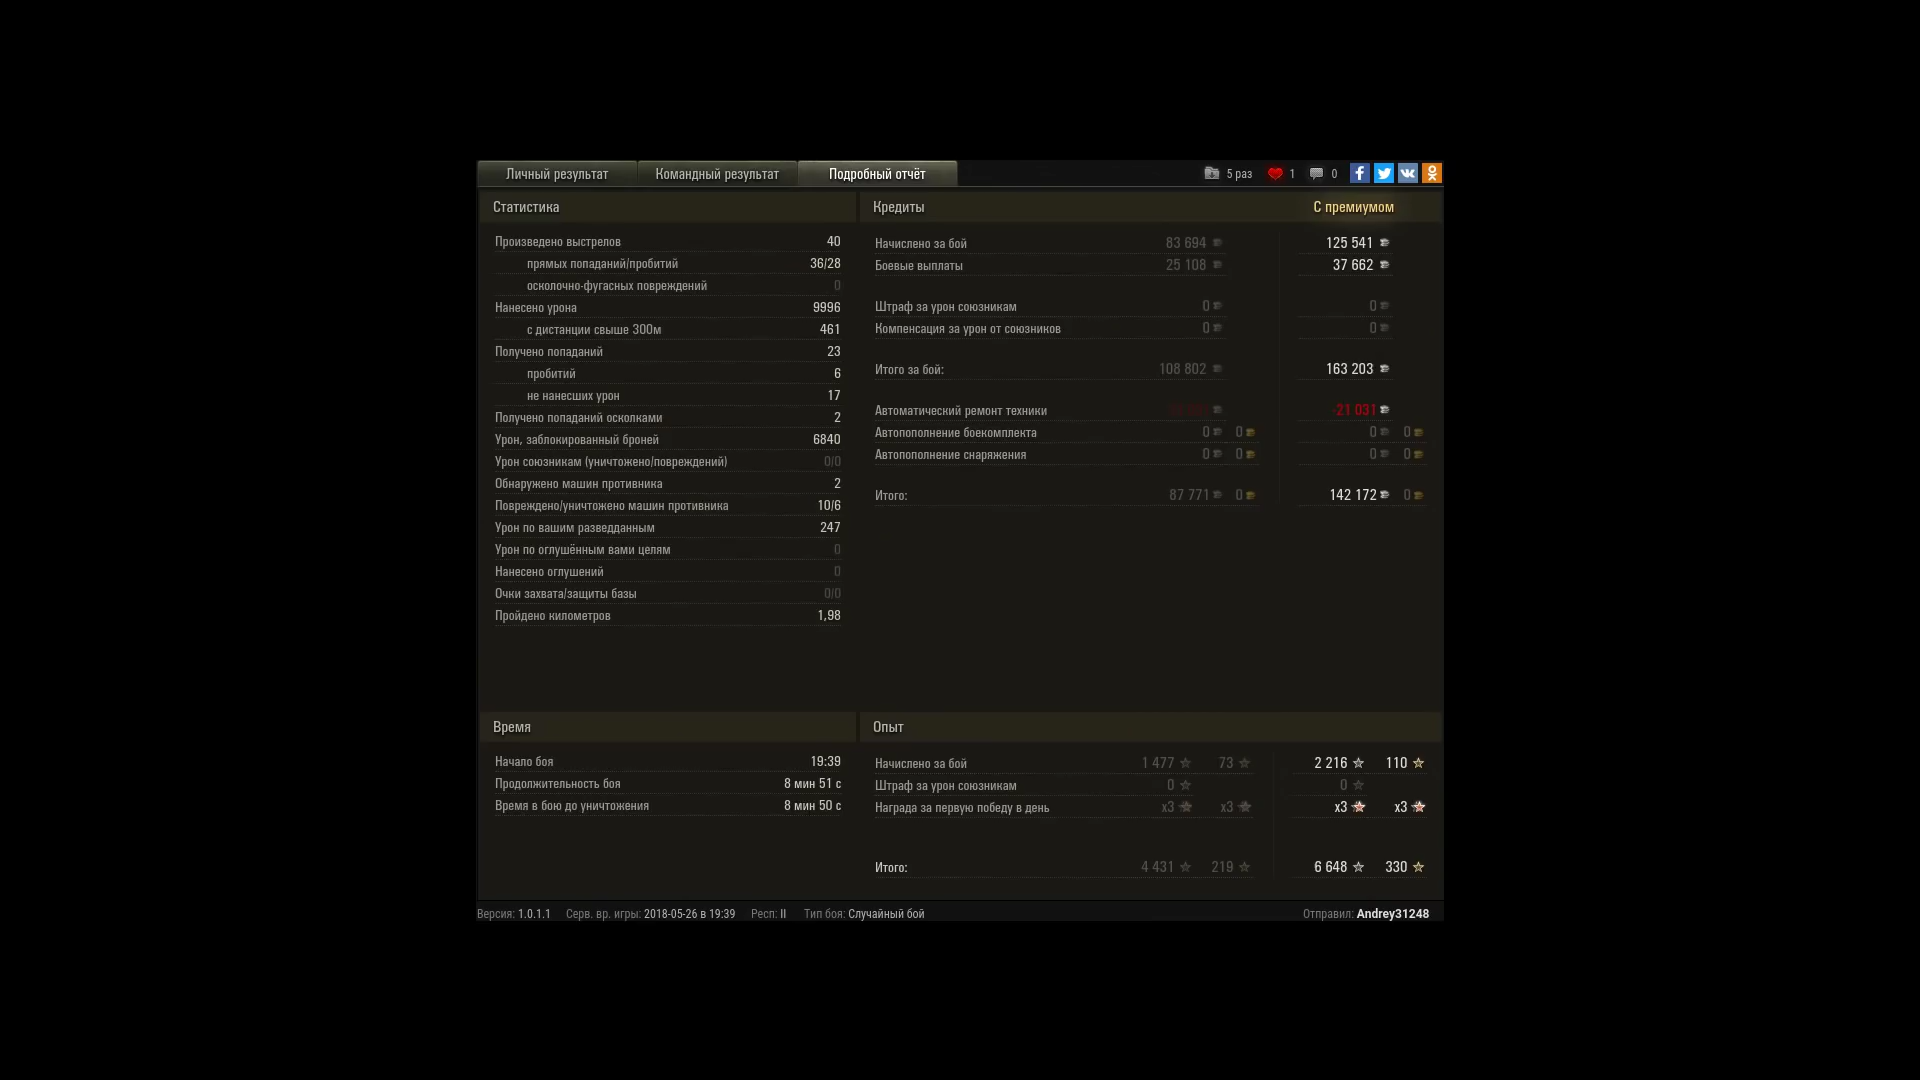 Личный результат Командный результат Подробный отчёт 5 раз 1 0
Статистика
Произведено выстрелов 40
прямых попаданий/пробитий 36/28
осколочно-фугасных повреждений 0
Нанесено урона 9996
с дистанции свыше 300м 461
Получено попаданий 23
пробитий 6
не нанесших урон 17
Получено попаданий осколками 2
Урон, заблокированный броней 6840
Урон союзникам (уничтожено/повреждений) 0/0
Обнаружено машин противника 2
Повреждено/уничтожено машин противника 10/6
Урон по вашим разведданным 247
Урон по оглушённым вами целям 0
Нанесено оглушений 0
Очки захвата/защиты базы 0/0
Пройдено километров 1,98
Кредиты С премиумом
Начислено за бой 83 694 125 541
Боевые выплаты 25 108 37 662
Штраф за урон союзникам 0 0
Компенсация за урон от союзников 0 0
Итого за бой: 108 802 163 203
Автоматический ремонт техники -21 031
Автопополнение боекомплекта 0 0 0 0
Автопополнение снаряжения 0 0 0 0
Итого: 87 771 0 142 172 0
Время
Начало боя 19:39
Продолжительность боя 8 мин 51 с
Время в бою до уничтожения 8 мин 50 с
Опыт
Начислено за бой 1 477 73 2 216 110
Штраф за урон союзникам 0 0
Награда за первую победу в день x3 x3 x3 x3
Итого: 4 431 219 6 648 330
Версия: 1.0.1.1 Серв. вр. игры: 2018-05-26 в 19:39 Респ: II Тип боя: Случайный бой Отправил: Andrey31248